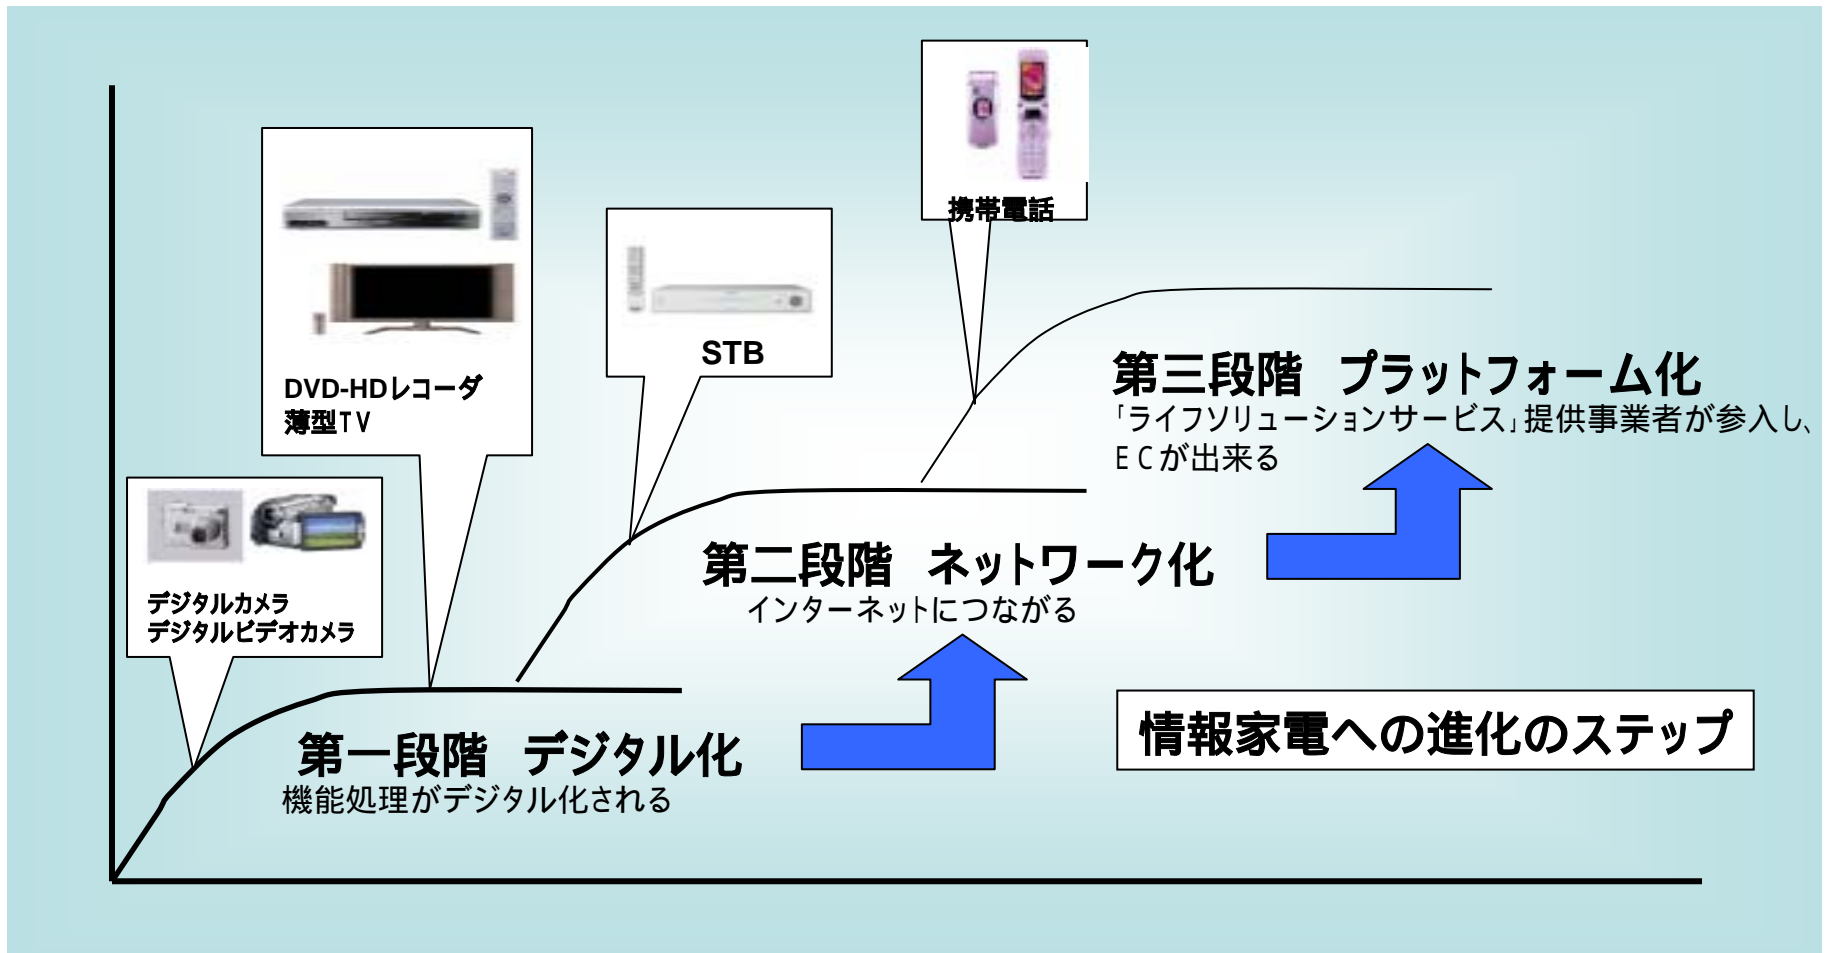 携帯電話
DVD-HDレコーダ
薄型TV
STB
デジタルカメラ
デジタルビデオカメラ
第三段階　プラットフォーム化
「ライフソリューションサービス」提供事業者が参入し、
ECが出来る
第二段階　ネットワーク化
インターネットにつながる
第一段階　デジタル化
機能処理がデジタル化される
情報家電への進化のステップ